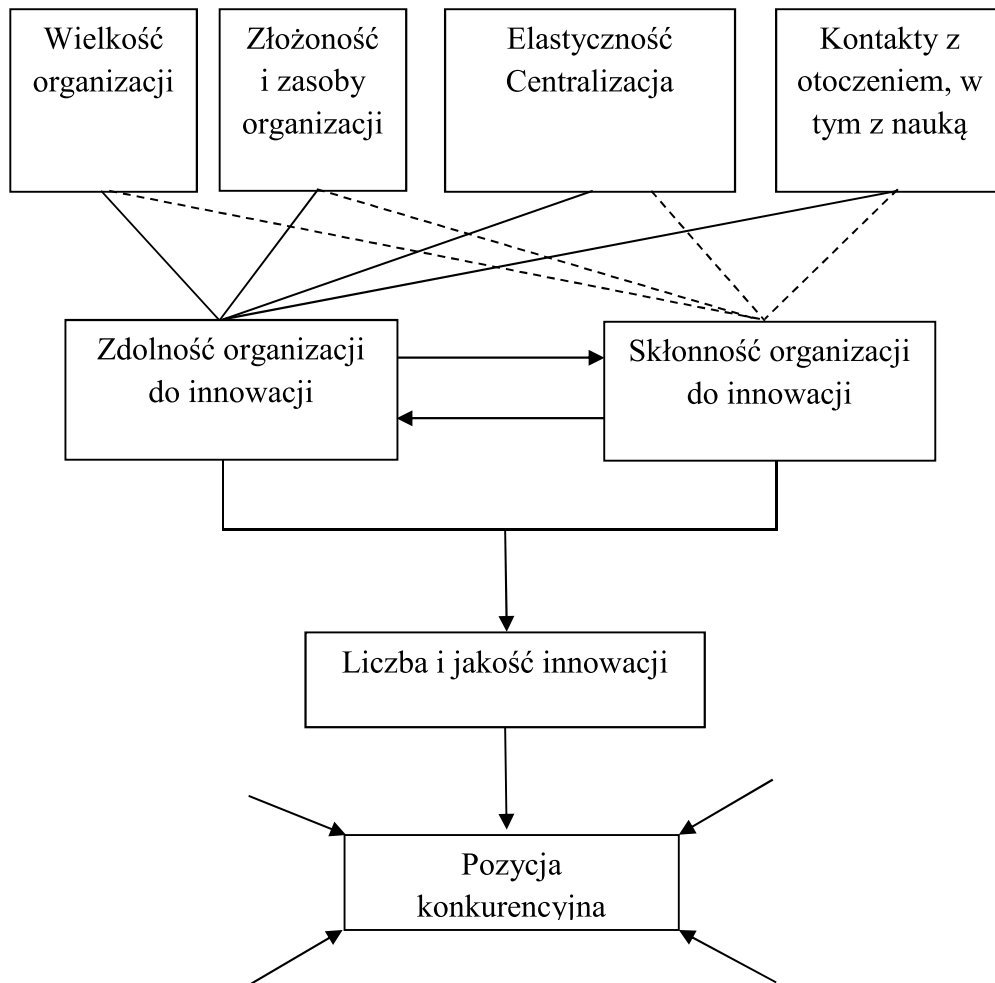 Wielkość
organizacji
Złożoność
i zasoby
organizacji
Elastyczność
Centralizacja
Kontakty z
otoczeniem, w
tym z nauką
Zdolność organizacji
do innowacji
Skłonność organizacji
do innowacji
Liczba i jakość innowacji
Pozycja
konkurencyjna